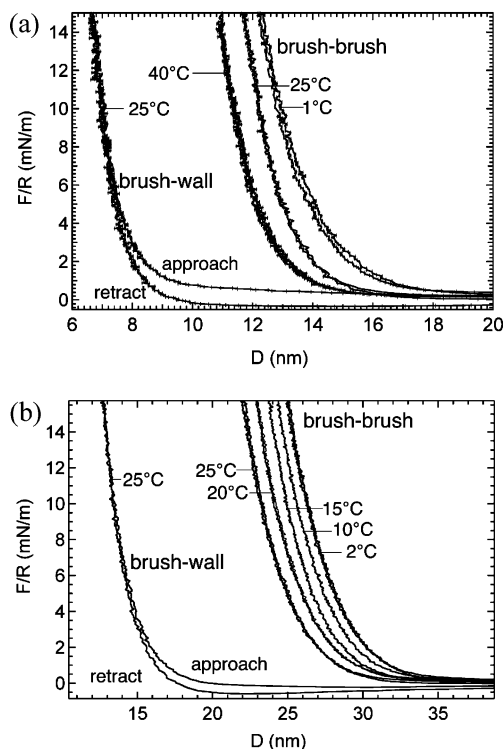 (a)
14
12
10
8
6
4
2
0
F/R (mN/m)
brush-brush
40°C
25°C
1°C
25°C
brush-wall
approach
retract
6 8 10 12 14 16 18 20
D (nm)
(b)
14
12
10
8
6
4
2
0
F/R (mN/m)
brush-brush
25°C
25°C
20°C
15°C
10°C
2°C
brush-wall
approach
retract
15 20 25 30 35
D (nm)